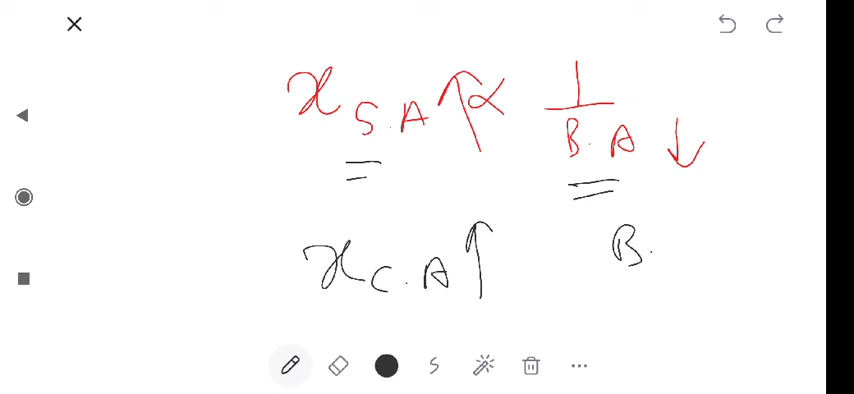 x S.A ↑ ∝ 1/B.A ↓
x C.A ↑ B.